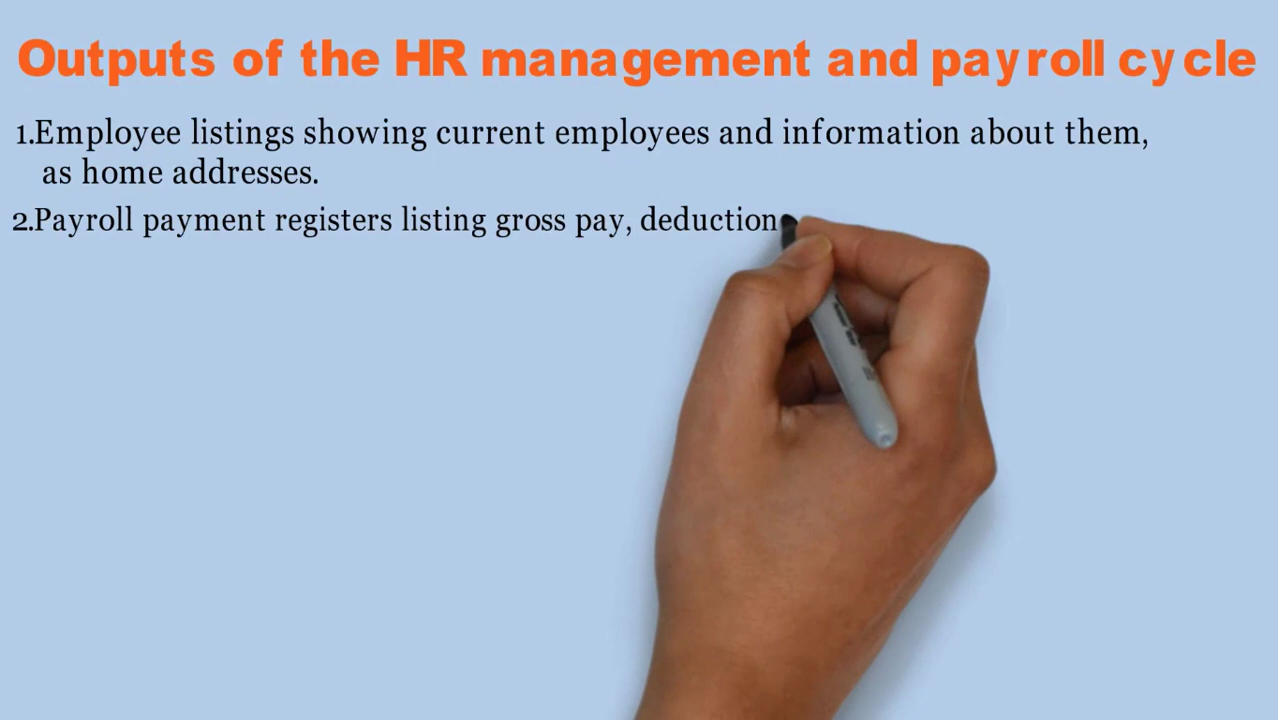 Outputs of the HR management and payroll cycle
1.Employee listings showing current employees and information about them,
as home addresses.
2.Payroll payment registers listing gross pay, deduction